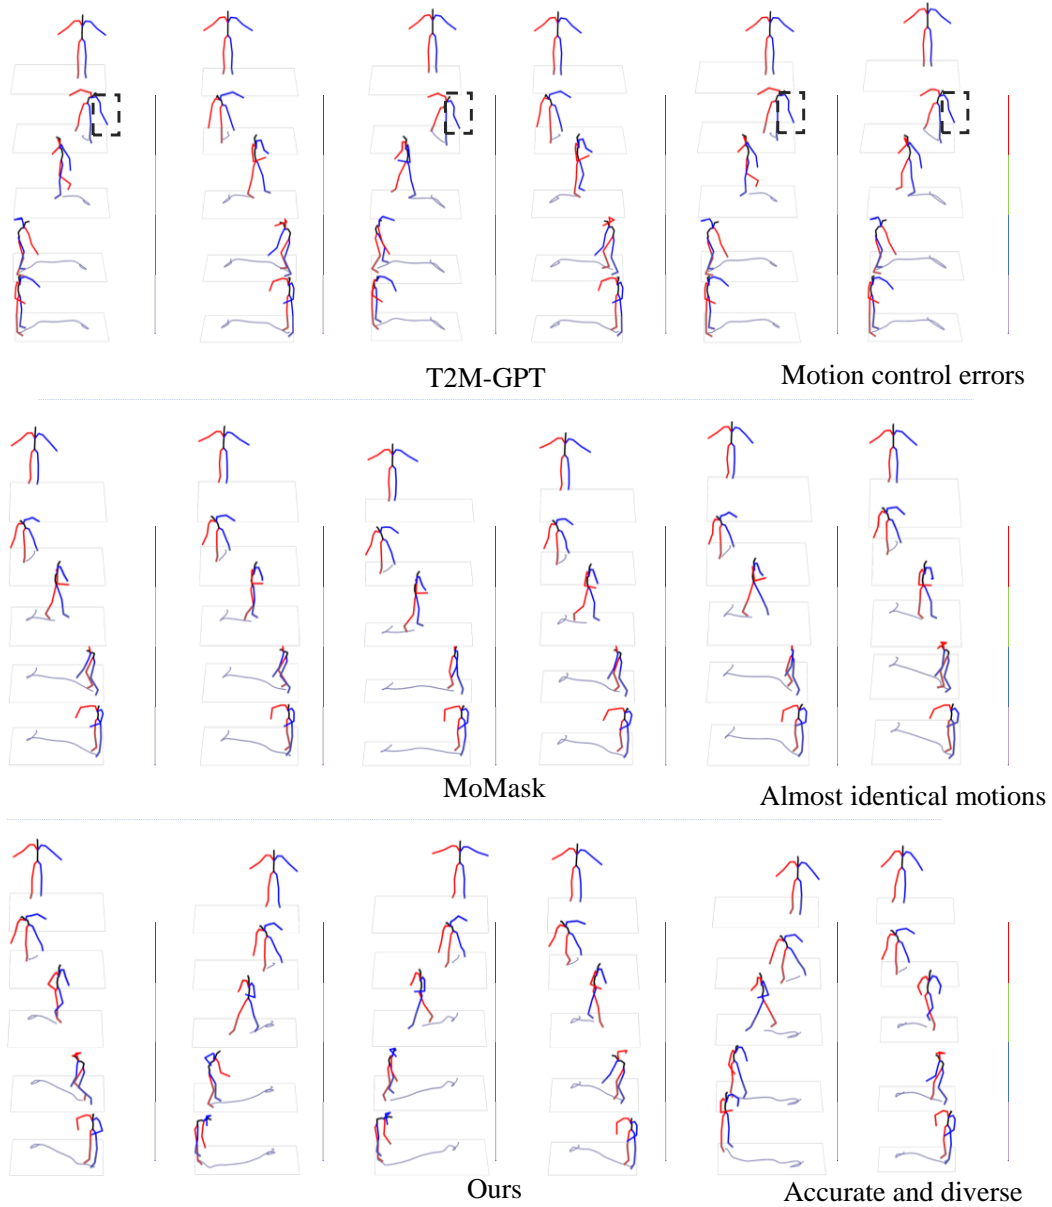 T2M-GPT
Motion control errors
MoMask
Almost identical motions
Ours
Accurate and diverse